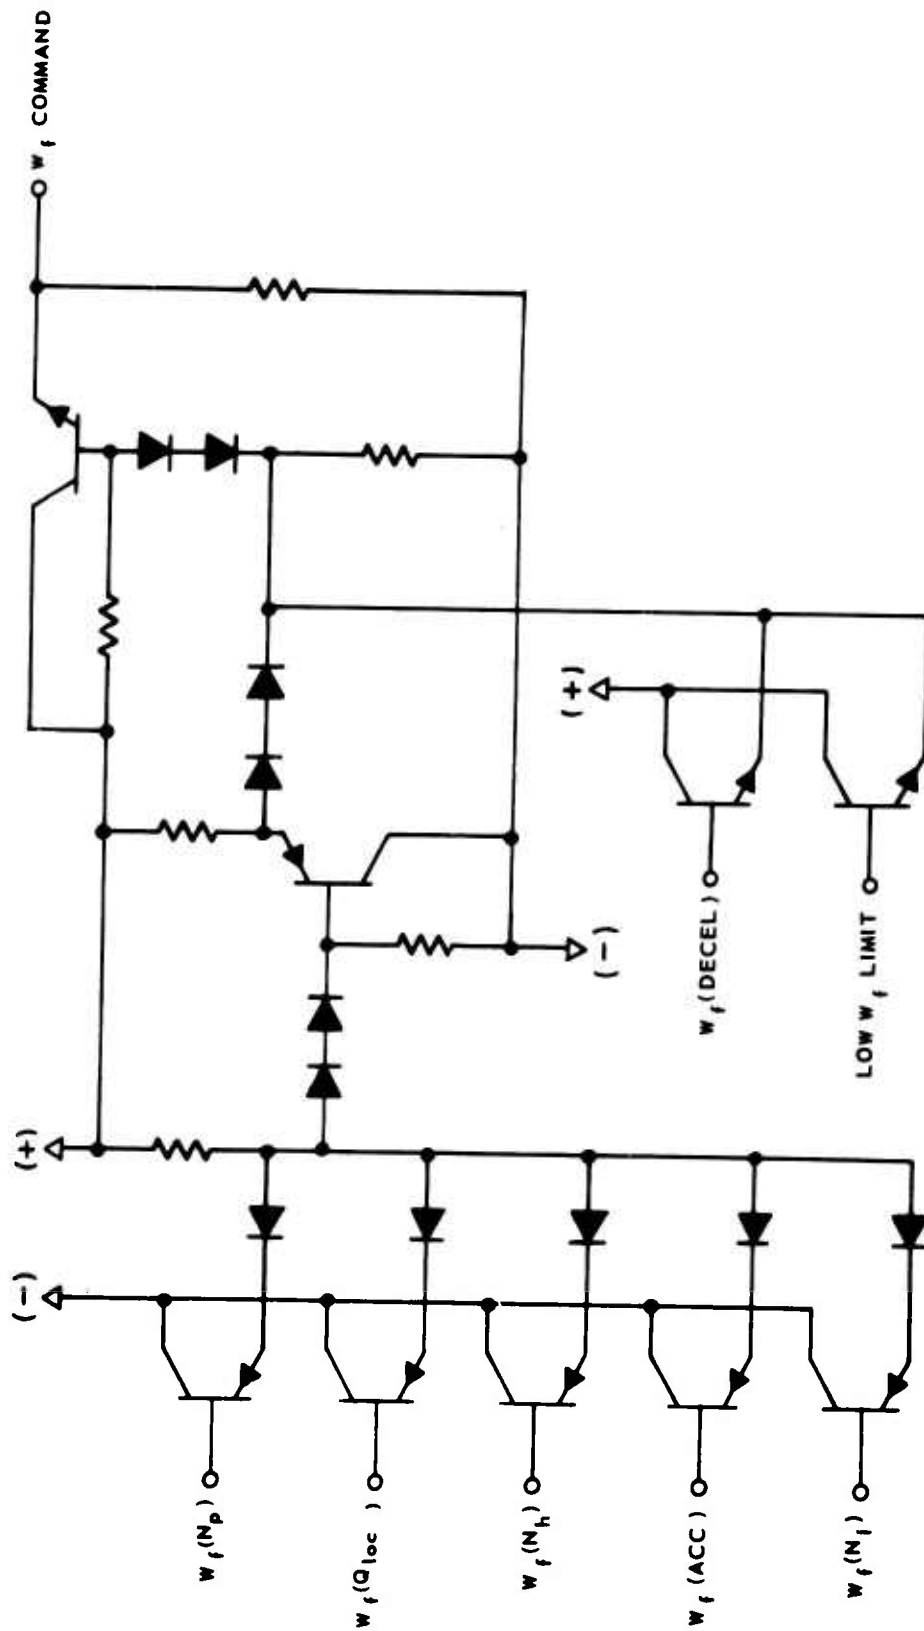 W_f COMMAND
(-)
(+)
(+)
(-)
W_f(N_p)
W_f(Q_loc)
W_f(N_h)
W_f(ACC)
W_f(N_l)
W_f(DECEL)
LOW W_f LIMIT